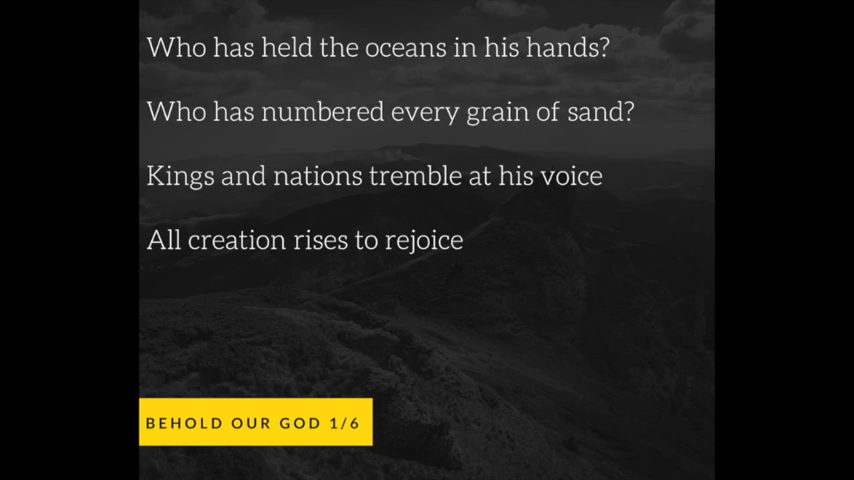 Who has held the oceans in his hands?
Who has numbered every grain of sand?
Kings and nations tremble at his voice
All creation rises to rejoice
BEHOLD OUR GOD 1/6